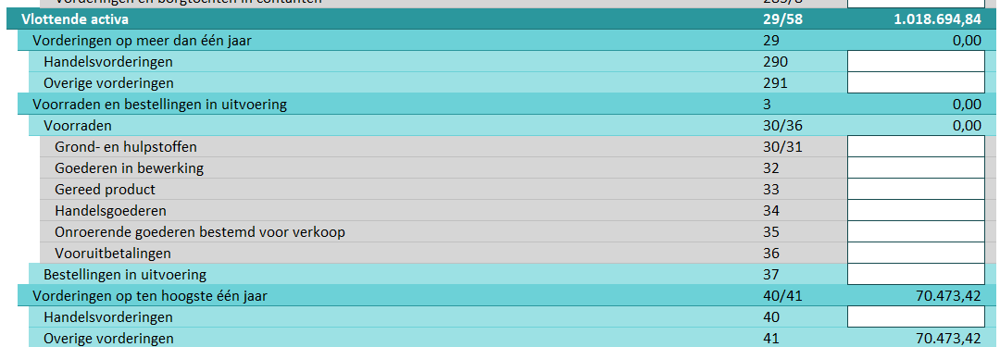 Vorderingen en borgtochten in contanten 285/8
Vlottende activa 29/58 1.018.694,84
Vorderingen op meer dan één jaar 29 0,00
Handelsvorderingen 290
Overige vorderingen 291
Voorraden en bestellingen in uitvoering 3 0,00
Voorraden 30/36 0,00
Grond- en hulpstoffen 30/31
Goederen in bewerking 32
Gereed product 33
Handelsgoederen 34
Onroerende goederen bestemd voor verkoop 35
Vooruitbetalingen 36
Bestellingen in uitvoering 37
Vorderingen op ten hoogste één jaar 40/41 70.473,42
Handelsvorderingen 40
Overige vorderingen 41 70.473,42